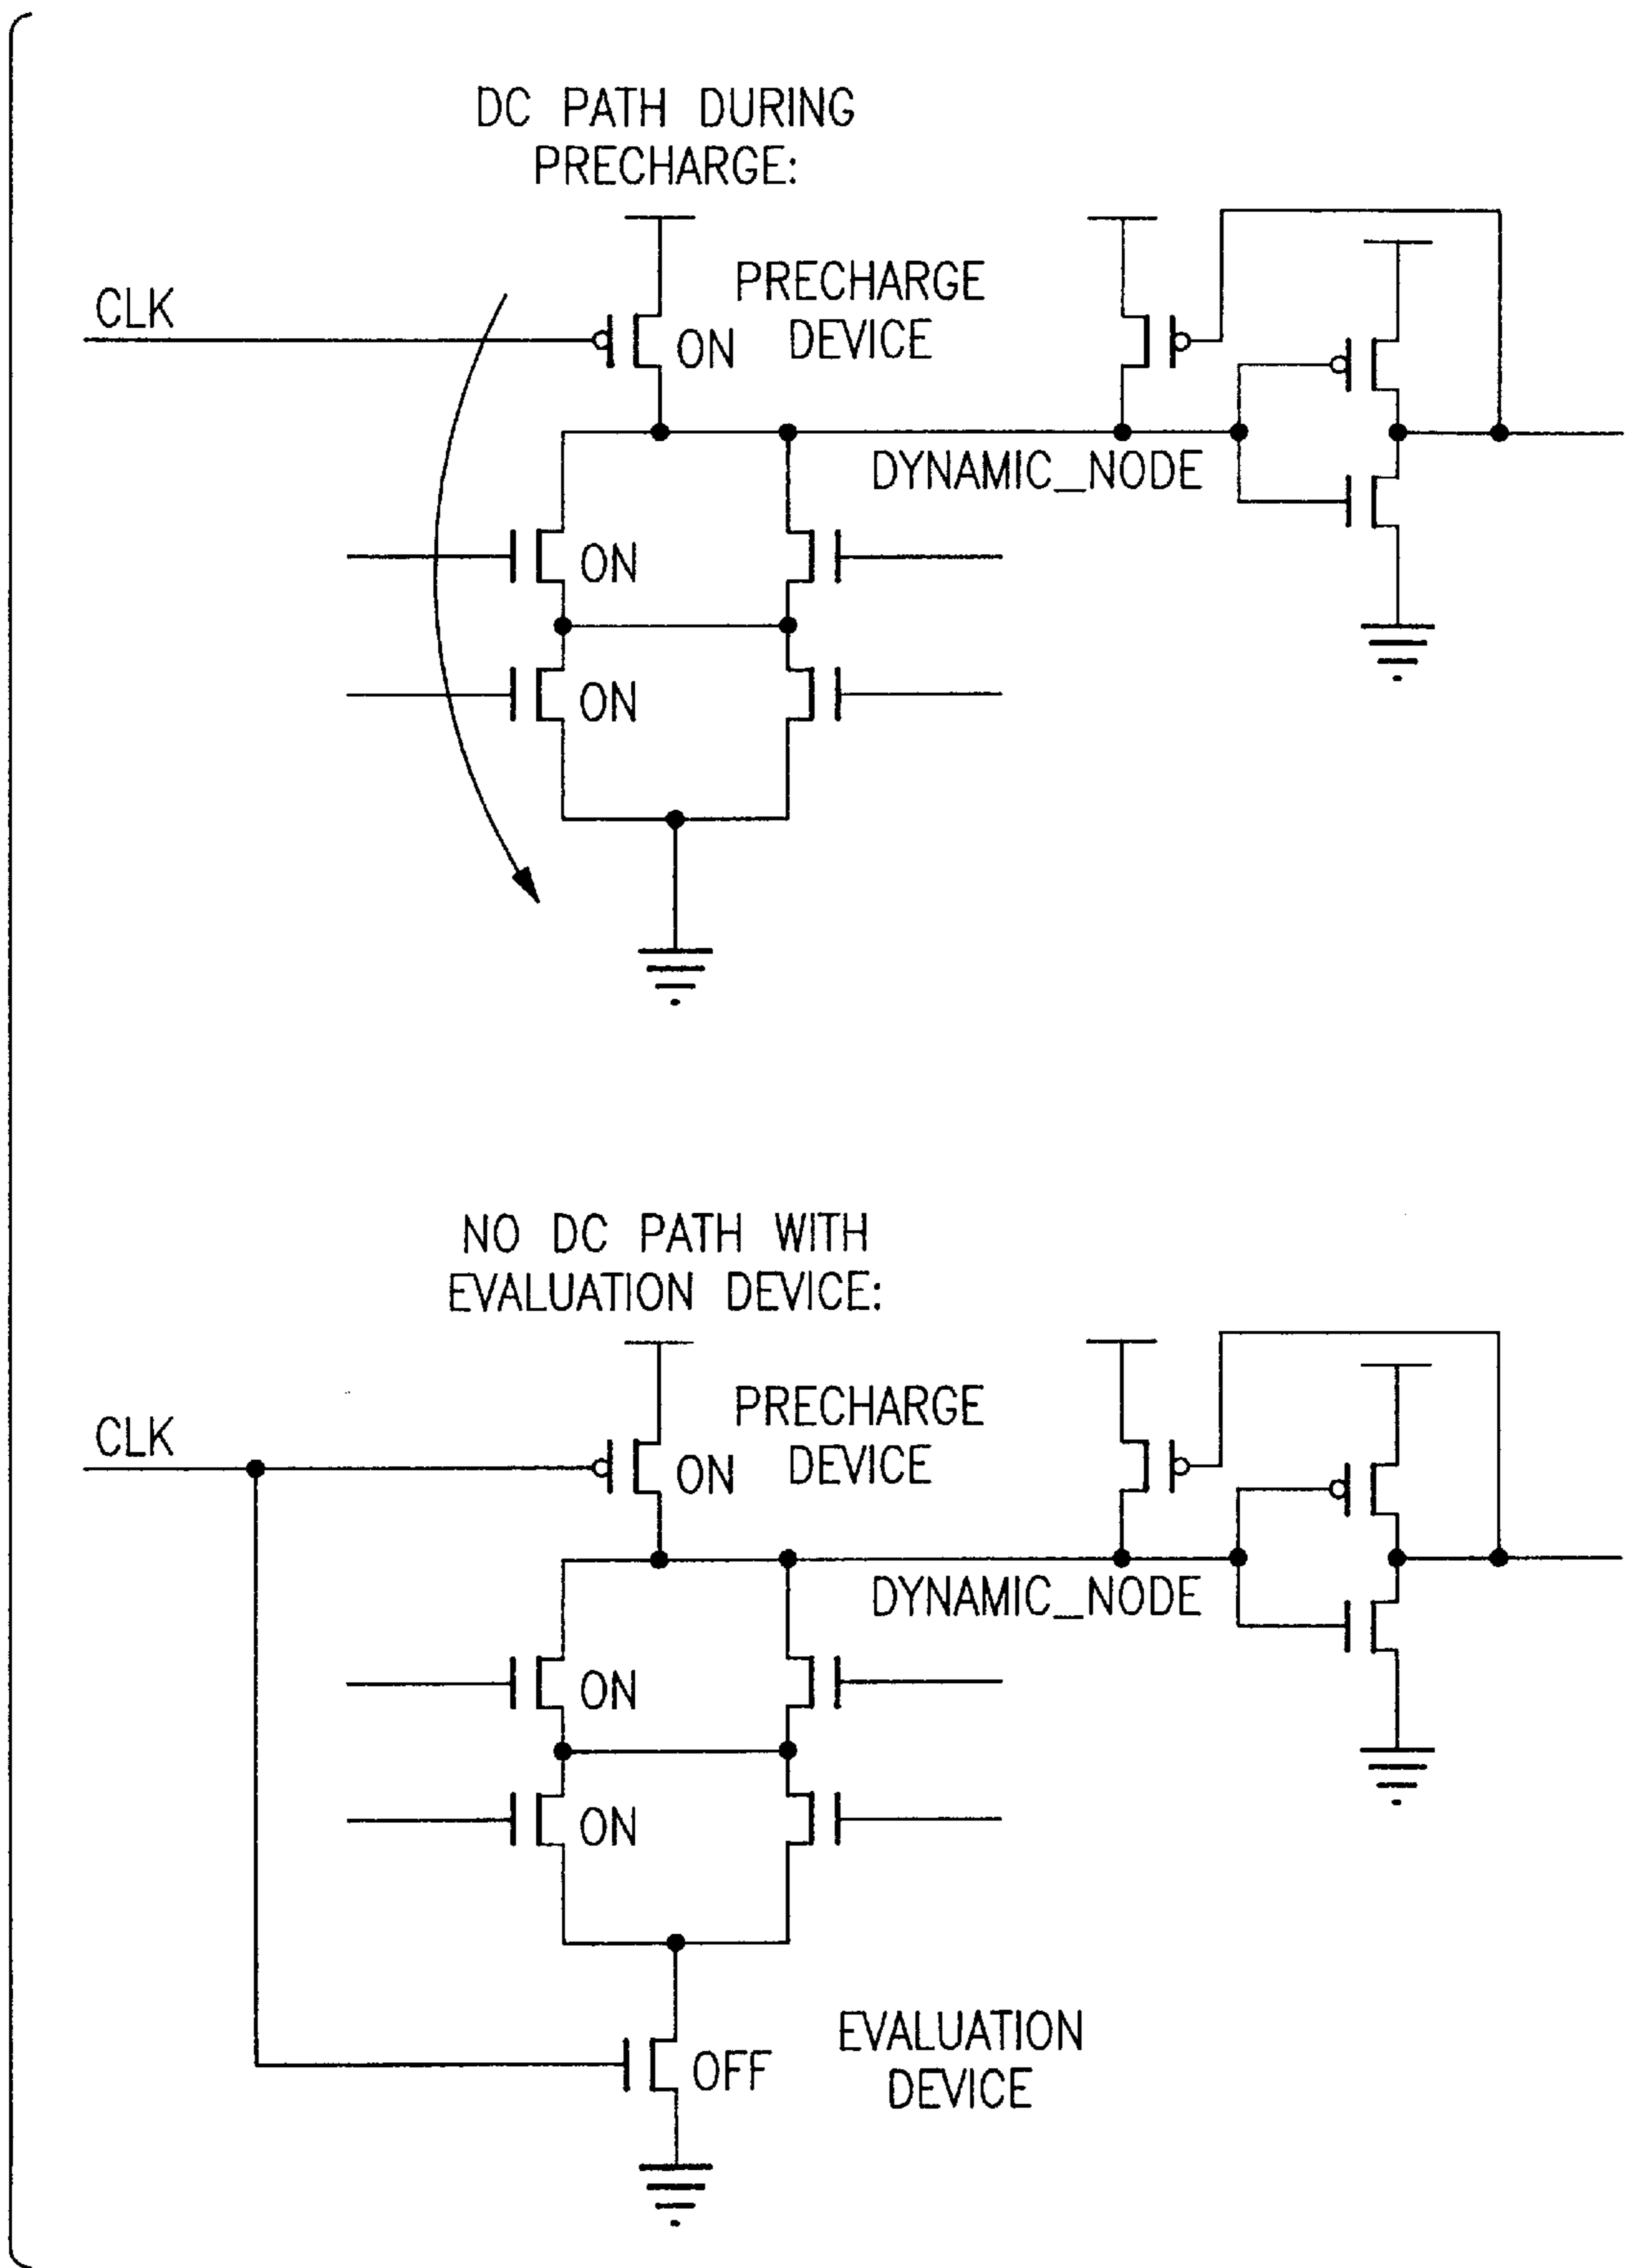 DC PATH DURING
PRECHARGE:
CLK
ON
PRECHARGE
DEVICE
DYNAMIC_NODE
ON
ON
NO DC PATH WITH
EVALUATION DEVICE:
CLK
ON
PRECHARGE
DEVICE
DYNAMIC_NODE
ON
ON
OFF
EVALUATION
DEVICE